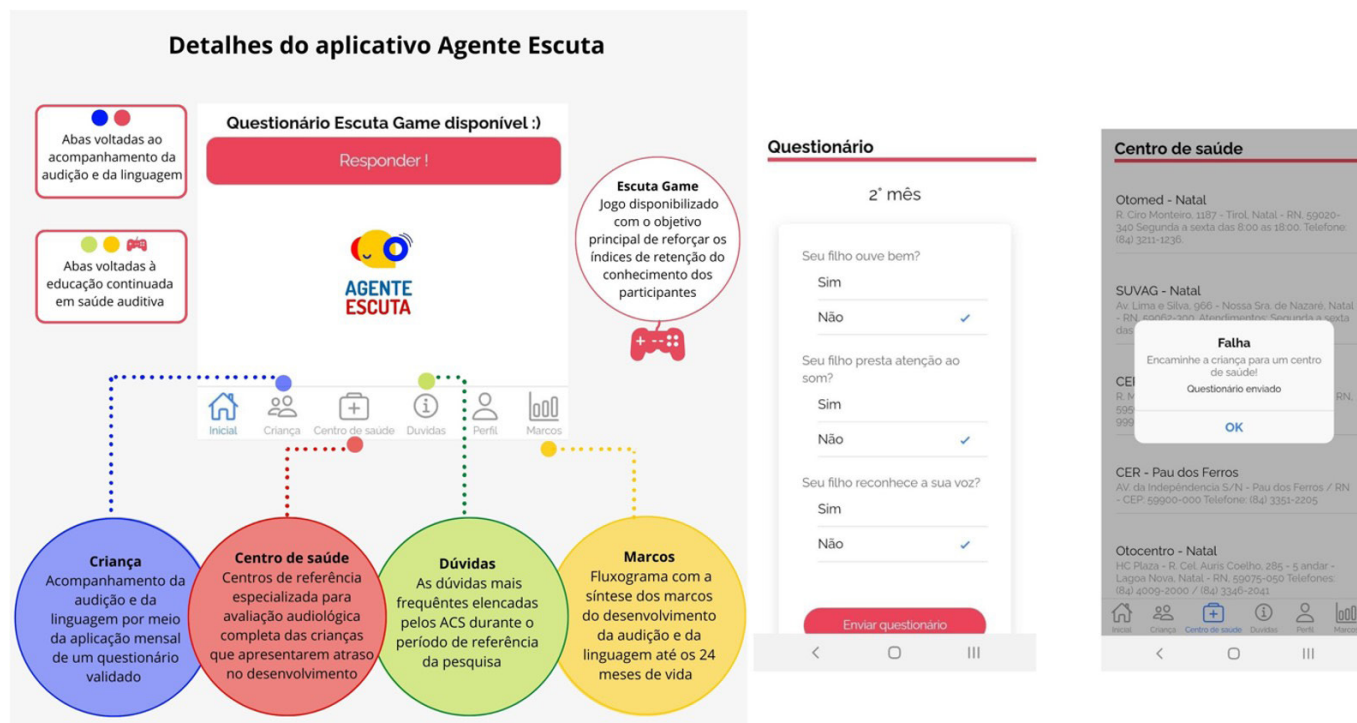 Detalhes do aplicativo Agente Escuta
Abas voltadas ao
acompanhamento da
audição e da linguagem
Abas voltadas à
educação continuada
em saúde auditiva
Questionário Escuta Game disponível :)
Responder !
AGENTE
ESCUTA
Escuta Game
Jogo disponibilizado
com o objetivo
principal de reforçar os
índices de retenção do
conhecimento dos
participantes
Inicial
Criança
Centro de saúde
Duvidas
Perfil
Marcos
Criança
Acompanhamento da
audição e da
linguagem por meio
da aplicação mensal
de um questionário
validado
Centro de saúde
Centros de referência
especializada para
avaliação audiológica
completa das crianças
que apresentarem atraso
no desenvolvimento
Dúvidas
As dúvidas mais
frequêntes elencadas
pelos ACS durante o
período de referência
da pesquisa
Marcos
Fluxograma com a
síntese dos marcos
do desenvolvimento
da audição e da
linguagem até os 24
meses de vida
Questionário
2° mês
Seu filho ouve bem?
Sim
Não
Seu filho presta atenção ao
som?
Sim
Não
Seu filho reconhece a sua voz?
Sim
Não
Enviar questionário
Centro de saúde
Otomed - Natal
R. Ciro Monteiro, 1187 - Tirol, Natal - RN, 59020-
340 Segunda a sexta das 8:00 as 18:00. Telefone:
(84) 3211-1236.
SUVAG - Natal
Av. Lima e Silva, 966 - Nossa Sra. de Nazaré, Natal
- RN, 59062-300. Atendimentos: Segunda a sexta
das
Falha
Encaminhe a criança para um centro
de saúde!
Questionário enviado
OK
RN,
CER - Pau dos Ferros
AV. da Independencia S/N - Pau dos Ferros / RN
- CEP: 59900-000 Telefone: (84) 3351-2205
Otocentro - Natal
HC Plaza - R. Cel. Auris Coelho, 285 - 5 andar -
Lagoa Nova, Natal - RN, 59075-050 Telefones:
(84) 4009-2000 / (84) 3346-2041
Inicial
Criança
Centro de saúde
Duvidas
Perfil
Marcos